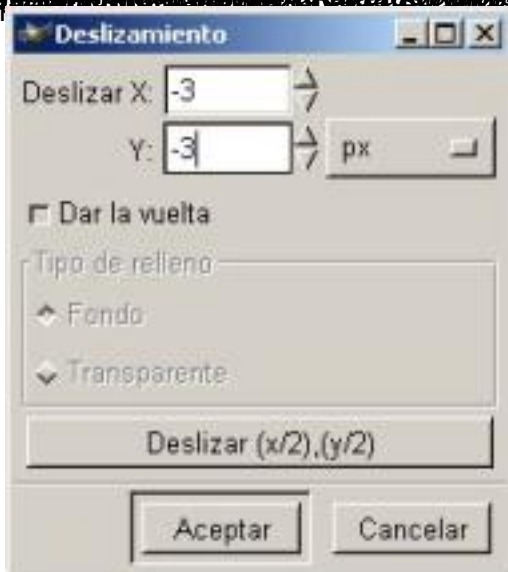 Deslizamiento
Deslizar X: -3
Y: -3 px
Dar la vuelta
Tipo de relleno
Fondo
Transparente
Deslizar (x/2),(y/2)
Aceptar Cancelar